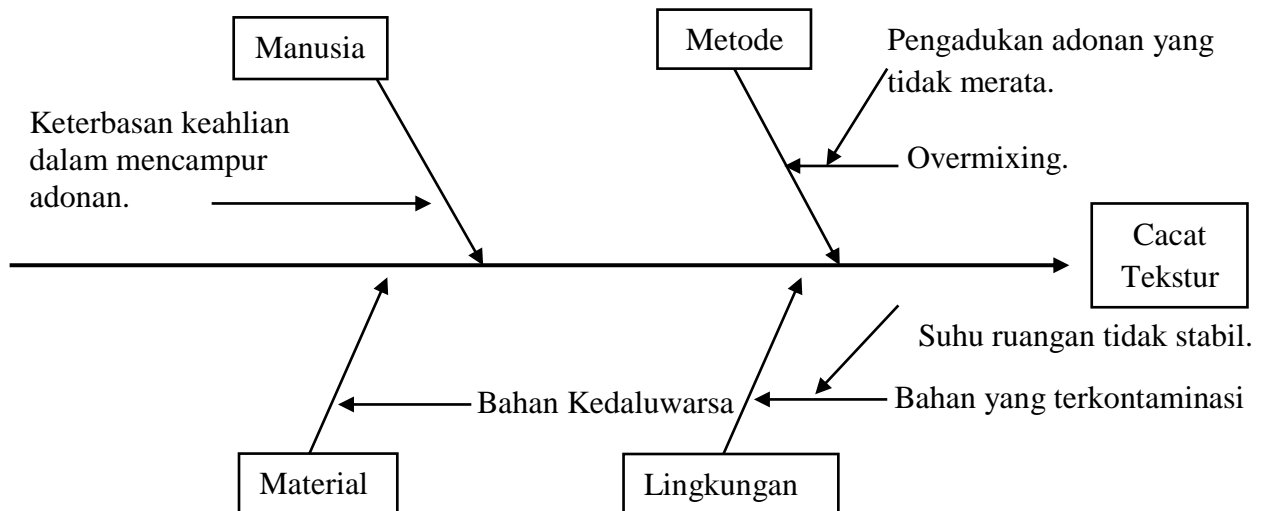 Manusia
Metode
Pengadukan adonan yang
tidak merata.
Keterbasan keahlian
dalam mencampur
adonan.
Overmixing.
Cacat
Tekstur
Suhu ruangan tidak stabil.
Bahan Kedaluwarsa
Bahan yang terkontaminasi
Material
Lingkungan